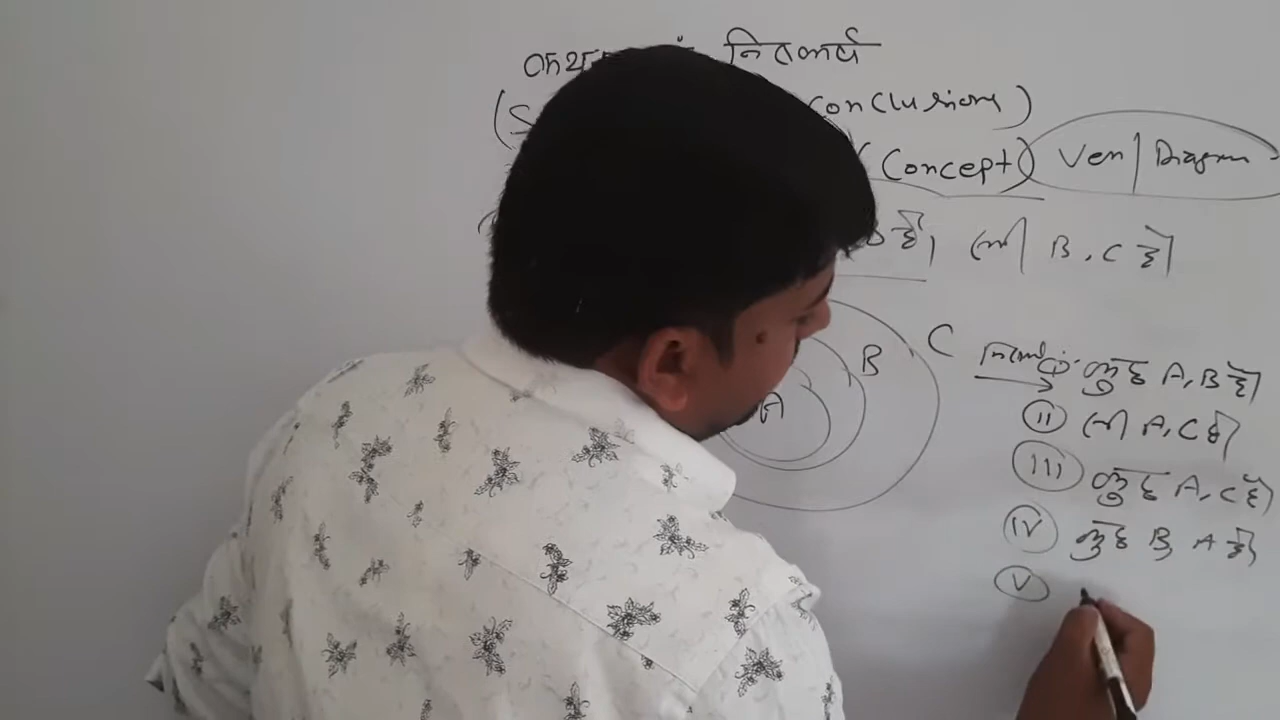 निष्कर्ष
Conclusions)
(Concept) Ven | Diagram
B है। सभी B, C है।
C
B
A
निष्कर्ष कुछ A, B है।
(II) सभी A, C है।
(III) कुछ A, C है।
(IV) कुछ B, A है।
(V)